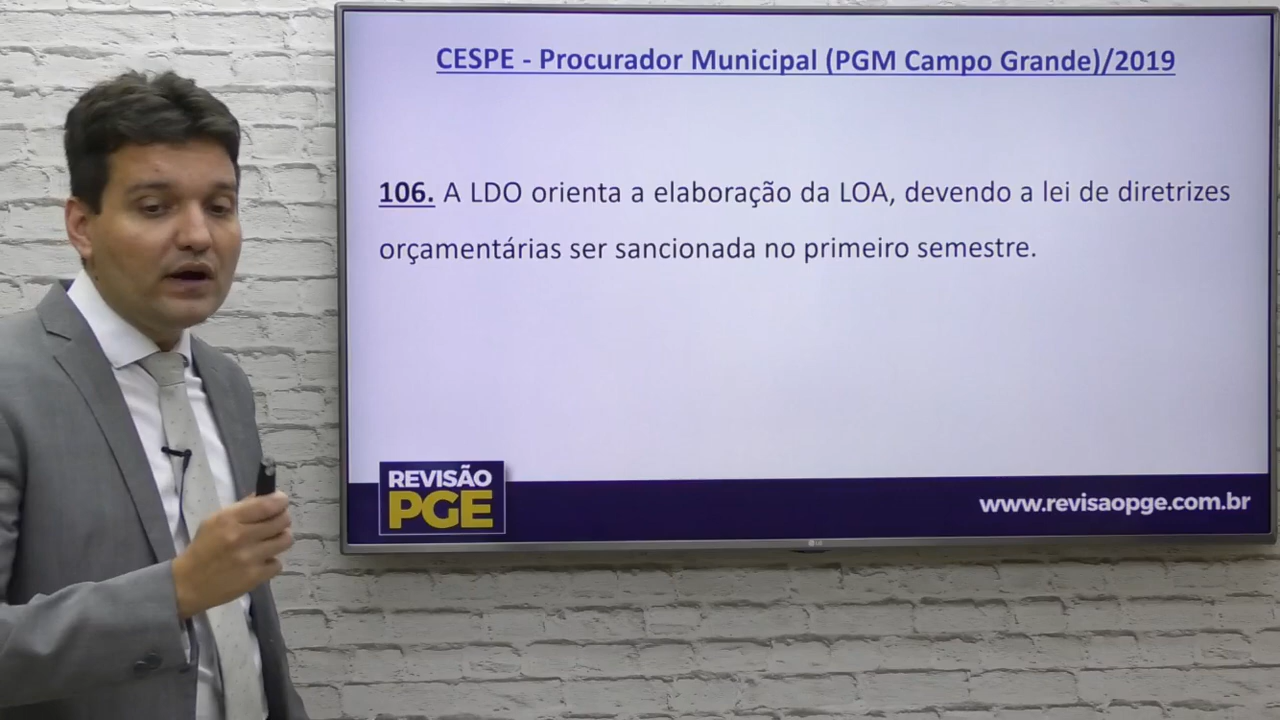 CESPE - Procurador Municipal (PGM Campo Grande)/2019
106. A LDO orienta a elaboração da LOA, devendo a lei de diretrizes
orçamentárias ser sancionada no primeiro semestre.
REVISÃO
PGE
www.revisaopge.com.br
LG